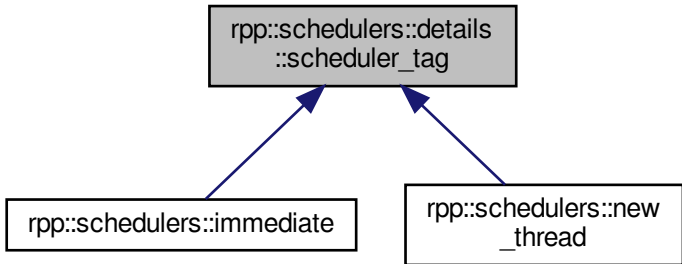 rpp::schedulers::details
::scheduler_tag
rpp::schedulers::immediate
rpp::schedulers::new
_thread